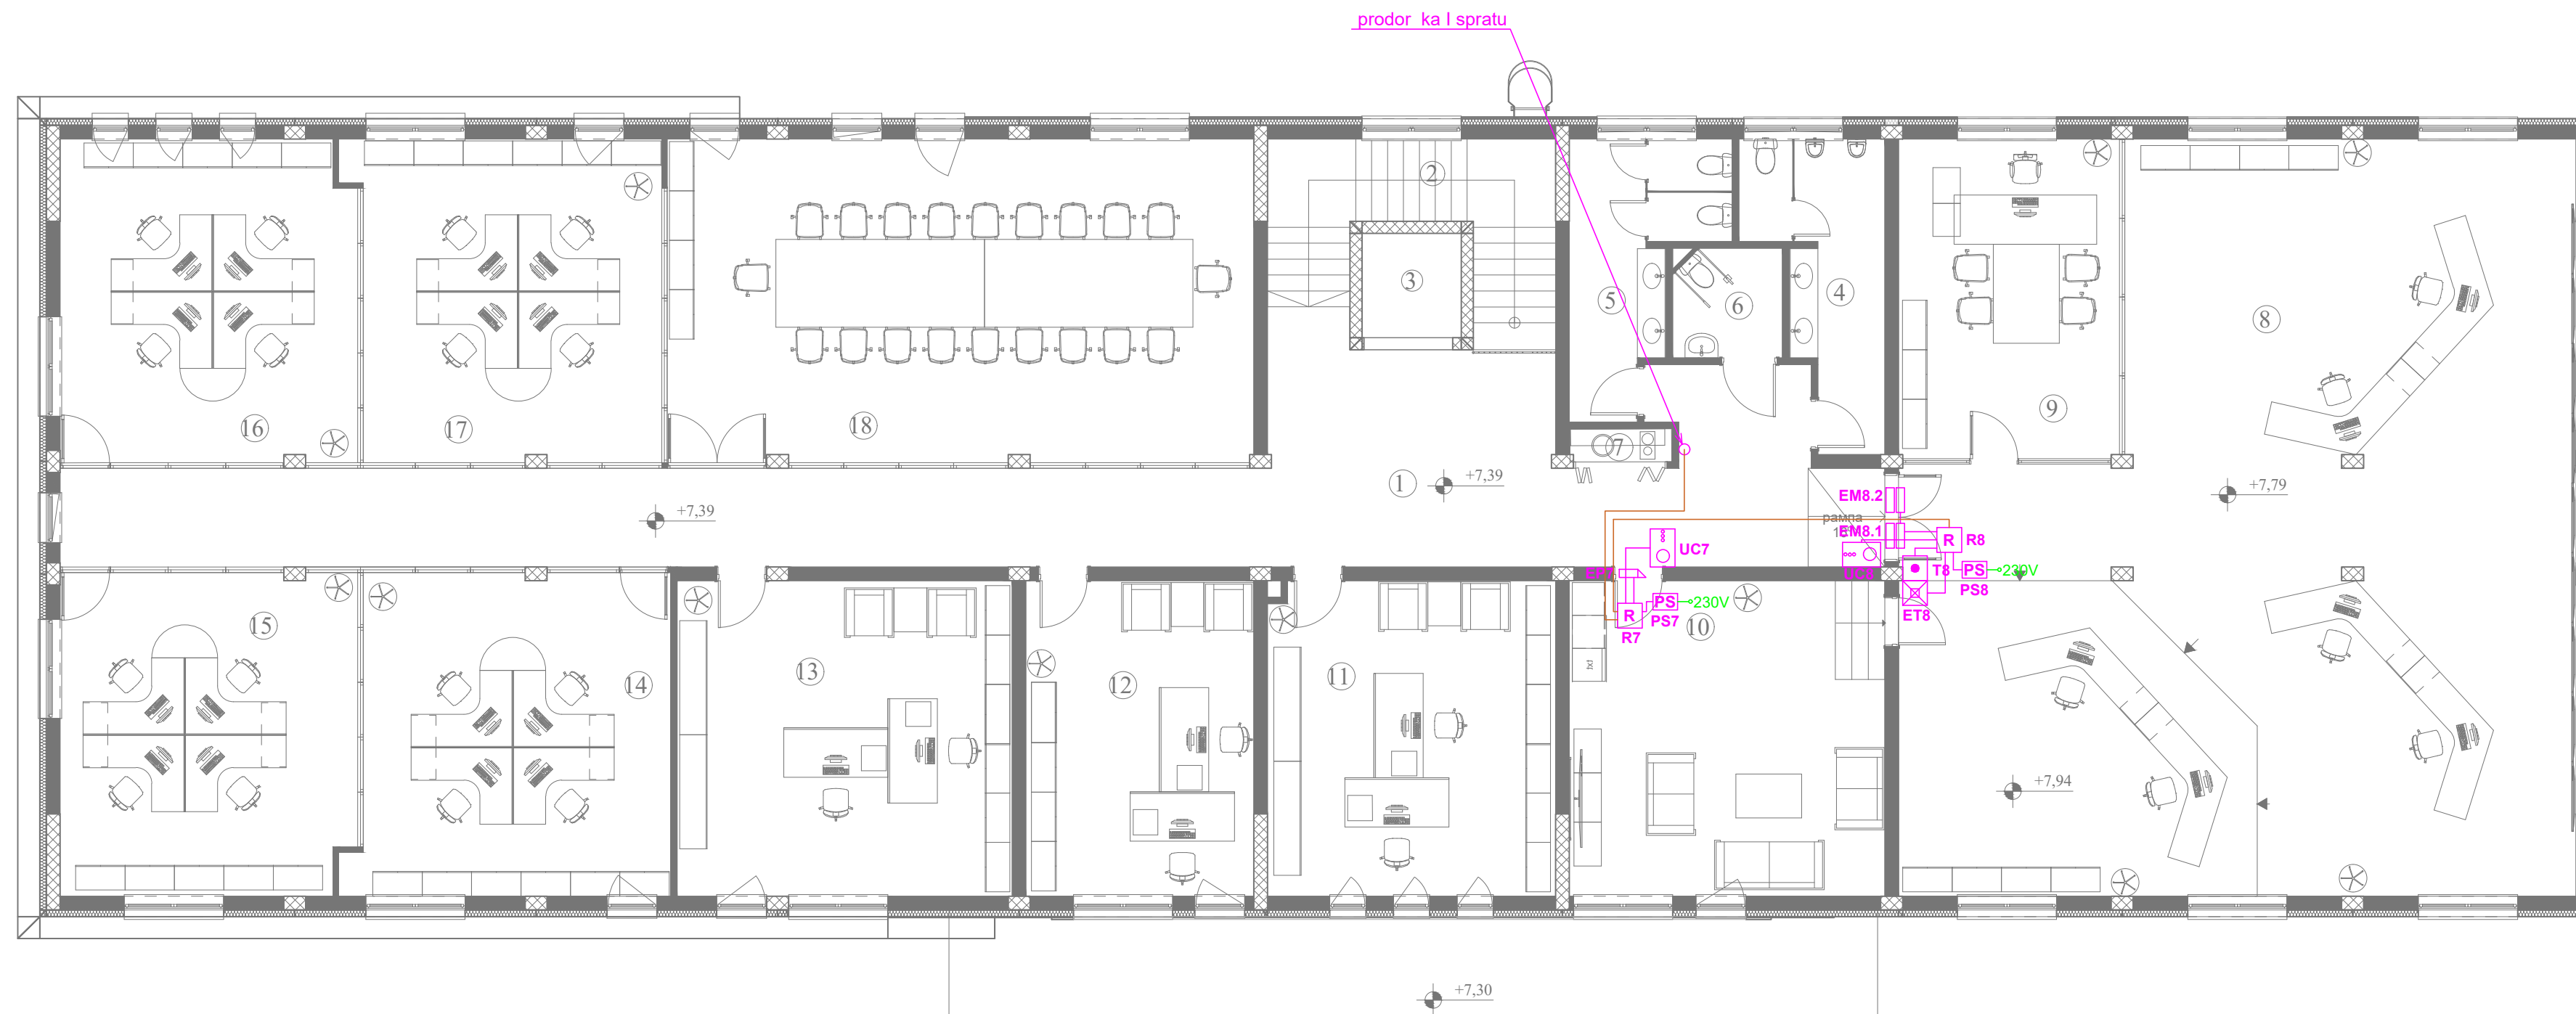 prodor ka I spratu
2
3
5
6
4
8
9
16
17
18
7
1
+7,39
+7,39
+7,79
EM8.2
рампа
EM8.1
R
R8
UC7
UC8
T8
PS
230V
PS8
EP7
ET8
PS
230V
R
PS7
R7
10
15
14
13
12
11
+7,94
+7,30